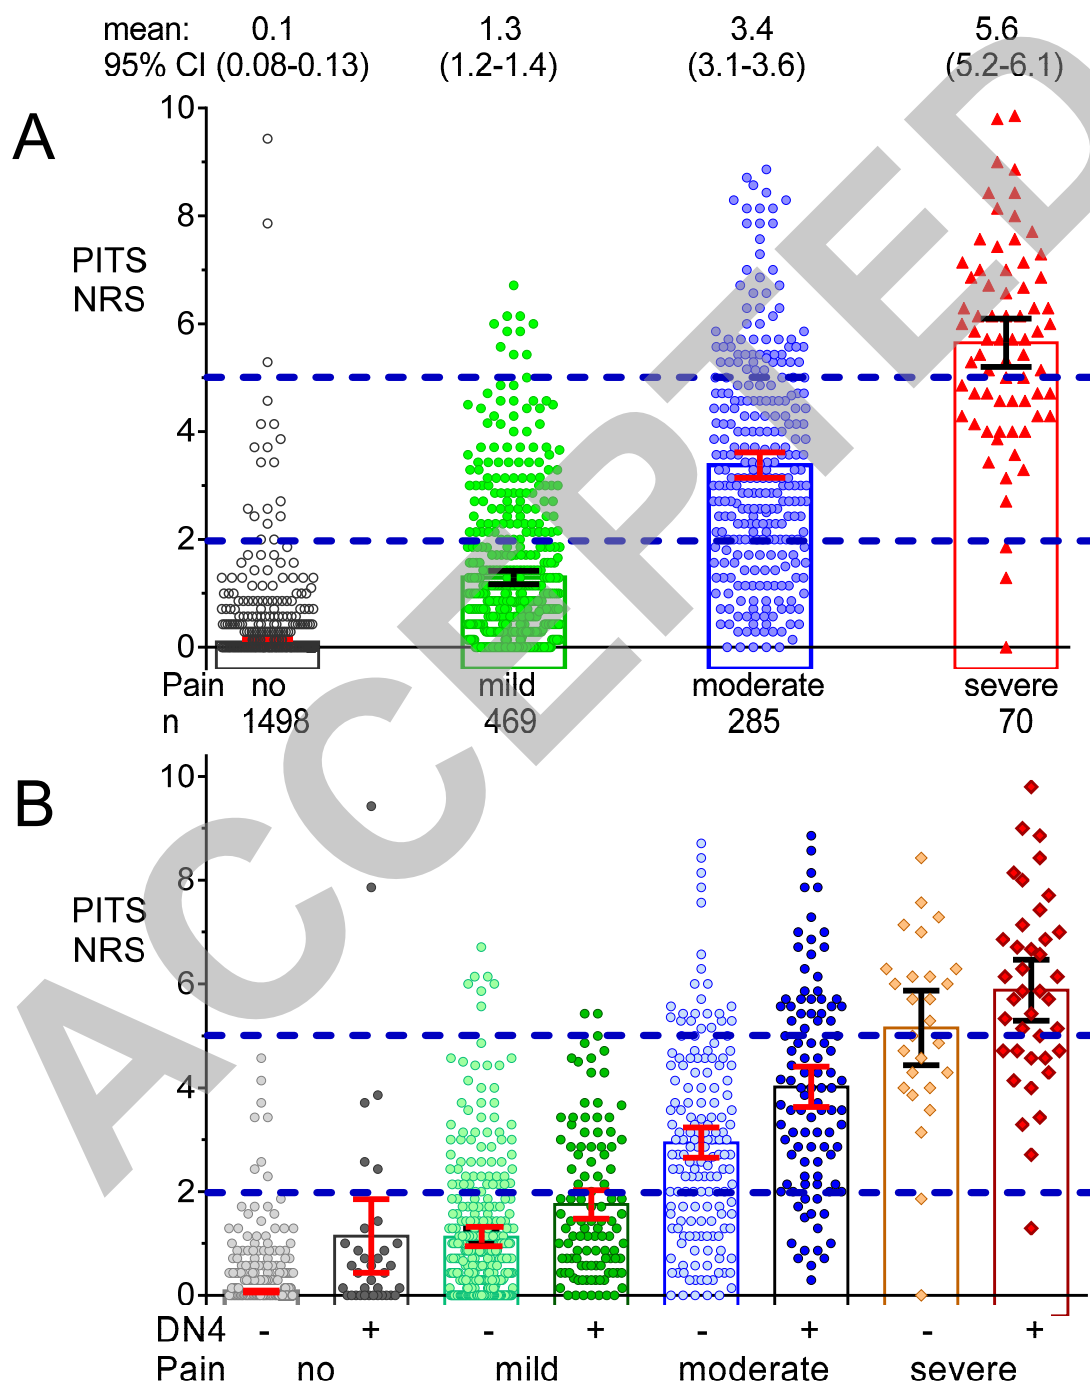 mean: 0.1 1.3 3.4 5.6
95% CI (0.08-0.13) (1.2-1.4) (3.1-3.6) (5.2-6.1)
A
10
8
PITS
NRS
6
4
2
0
Pain no mild moderate severe
n 1498 469 285 70
B
10
8
PITS
NRS
6
4
2
0
DN4 - + - + - + - +
Pain no mild moderate severe
ACCEPTED